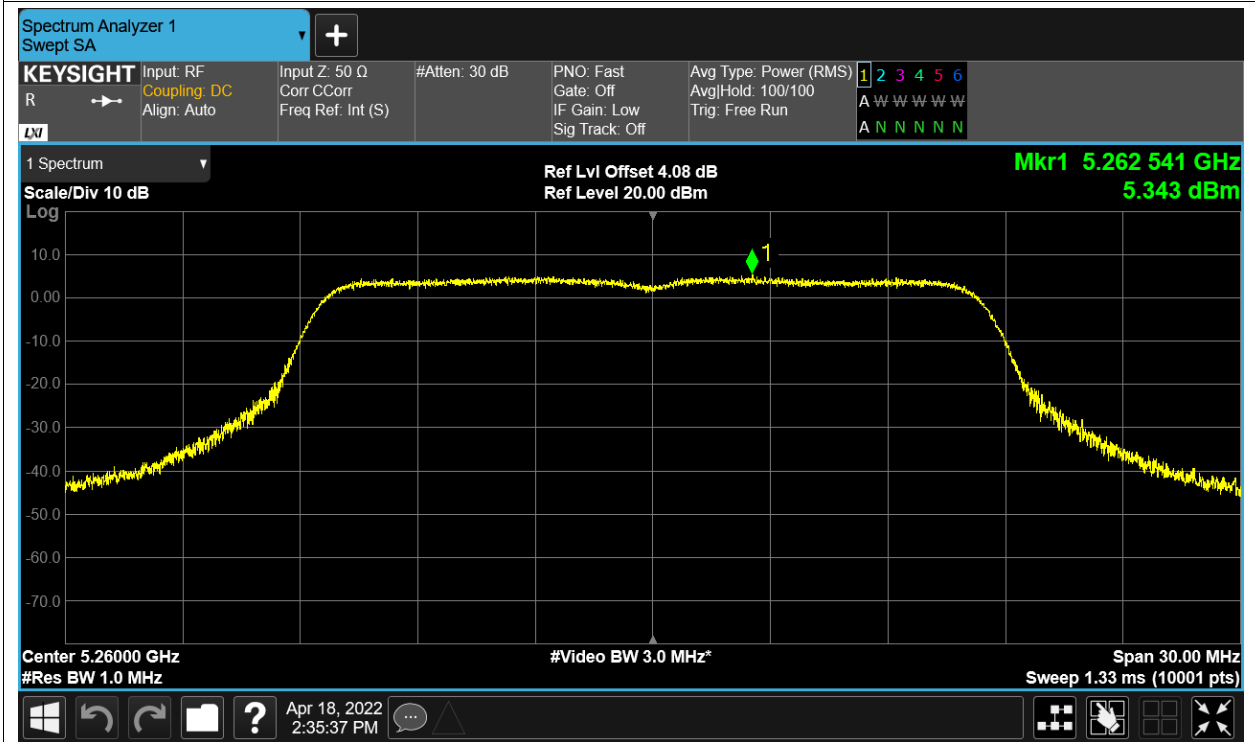 Spectrum Analyzer 1
Swept SA
+
KEYSIGHT
R
LXI
Input: RF
Coupling: DC
Align: Auto
Input Z: 50 Ω
Corr CCorr
Freq Ref: Int (S)
#Atten: 30 dB
PNO: Fast
Gate: Off
IF Gain: Low
Sig Track: Off
Avg Type: Power (RMS)
Avg|Hold: 100/100
Trig: Free Run
1 2 3 4 5 6
A W W W W W
A N N N N N
1 Spectrum
Scale/Div 10 dB
Log
Ref Lvl Offset 4.08 dB
Ref Level 20.00 dBm
Mkr1 5.262 541 GHz
5.343 dBm
1
10.0
0.00
-10.0
-20.0
-30.0
-40.0
-50.0
-60.0
-70.0
Center 5.26000 GHz
#Res BW 1.0 MHz
#Video BW 3.0 MHz*
Span 30.00 MHz
Sweep 1.33 ms (10001 pts)
?
Apr 18, 2022
2:35:37 PM